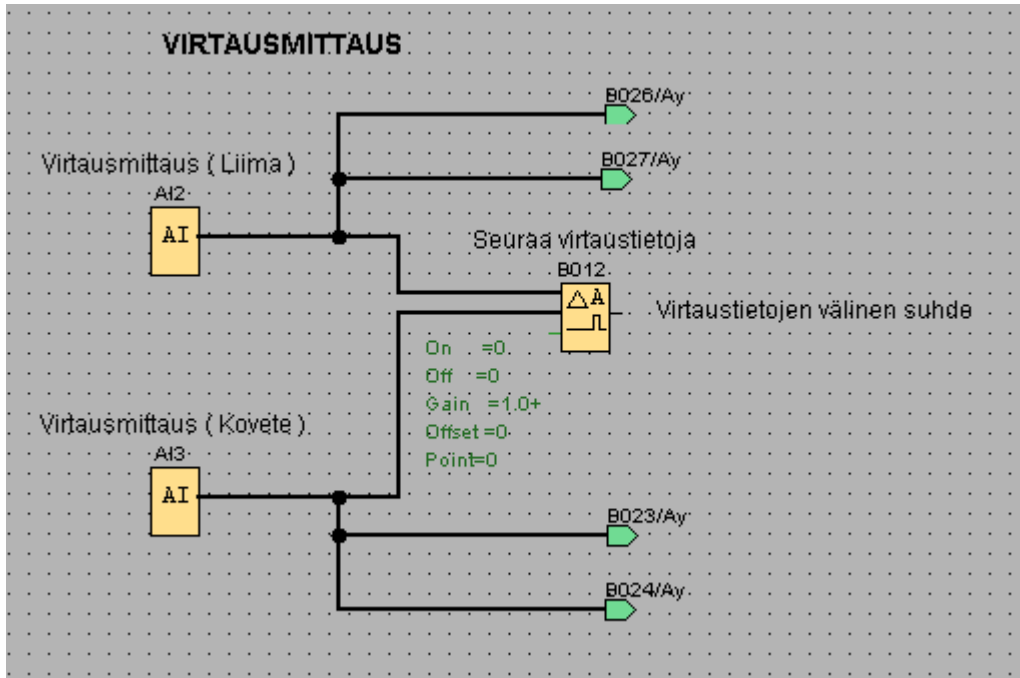 VIRTAUSMITTAUS
B026/Ay
Virtausmittaus ( Liima )
B027/Ay
AI2
AI
Seuraa virtaustietoja
B012
△A
Virtaustietojen välinen suhde
On =0
Off =0
Gain =1.0+
Offset =0
Point=0
Virtausmittaus ( Kovete )
AI3
AI
B023/Ay
B024/Ay